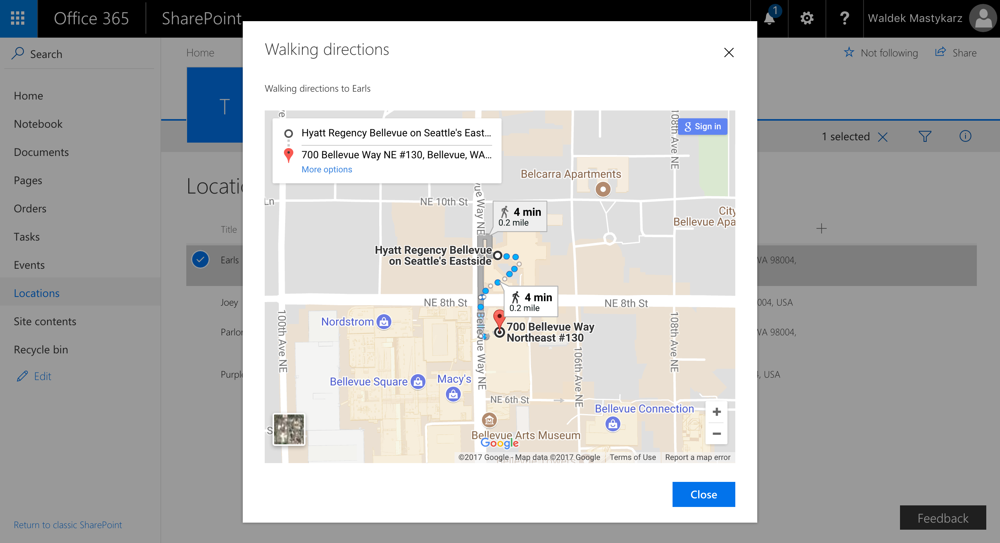 Office 365
SharePoint
1
?
Waldek Mastykarz
Search
Home
Notebook
Documents
Pages
Orders
Tasks
Events
Locations
Site contents
Recycle bin
Edit
Return to classic SharePoint
Home
T
Not following
Share
1 selected
Locatio
Title
Earls
Joey
Parlor
Purple
WA 98004,
004, USA
WA 98004,
4, USA
Feedback
Walking directions
Walking directions to Earls
Hyatt Regency Bellevue on Seattle's East...
700 Bellevue Way NE #130, Bellevue, WA...
More options
Sign in
108th Ave NE
Belcarra Apartments
Ln
NE 10th St
vue Way NE
4 min
0.2 mile
City
Bellevue Apa
Hyatt Regency Bellevue
on Seattle's Eastside
4 min
0.2 mile
NE 8th St
NE 8th St
100th Ave NE
Nordstrom
Bellevue Way NE
700 Bellevue Way
Northeast #130
108th Ave NE
106th Ave NE
Bellevue Square
Macy's
NE 6th St
Bellevue Connection
S
Bellevue Arts Museum
Google
Bellevue Towers
©2017 Google - Map data ©2017 Google
Terms of Use
Report a map error
Close